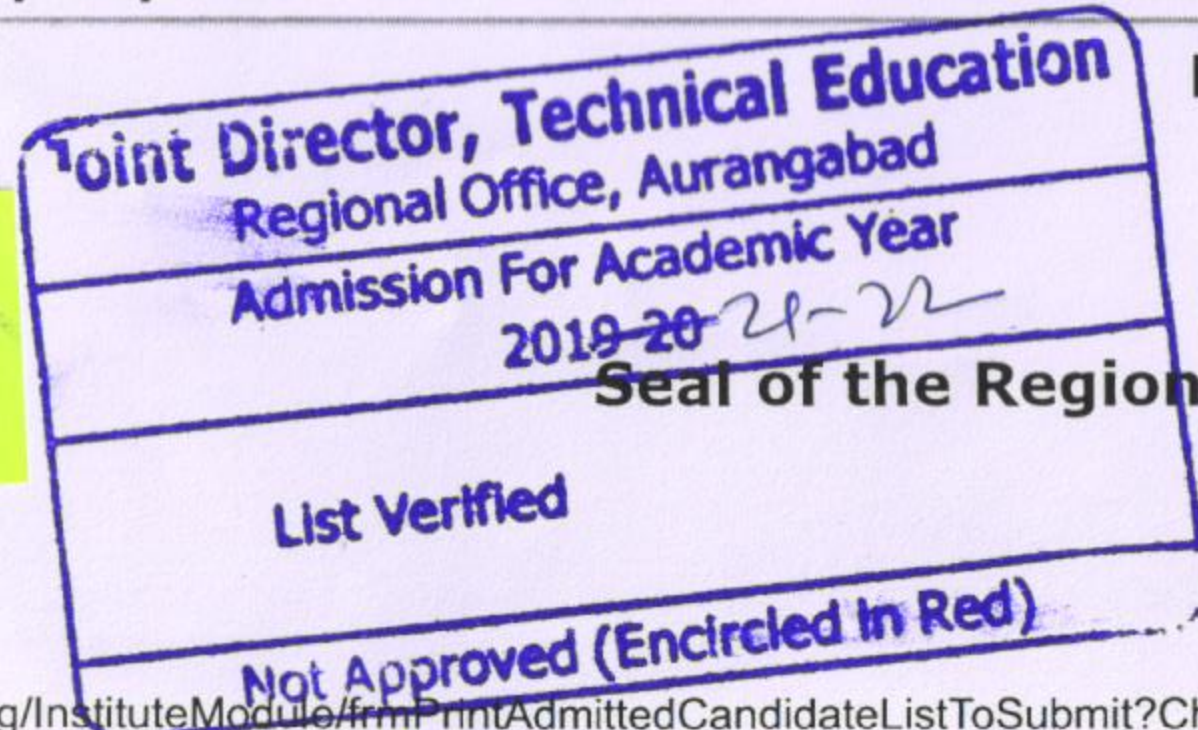 Joint Director, Technical Education
Regional Office, Aurangabad
Admission For Academic Year
2019-20 21-22
Seal of the Region
List Verified
Not Approved (Encircled In Red)
g/InstituteModule/frmPrintAdmittedCandidateListToSubmit?Ch